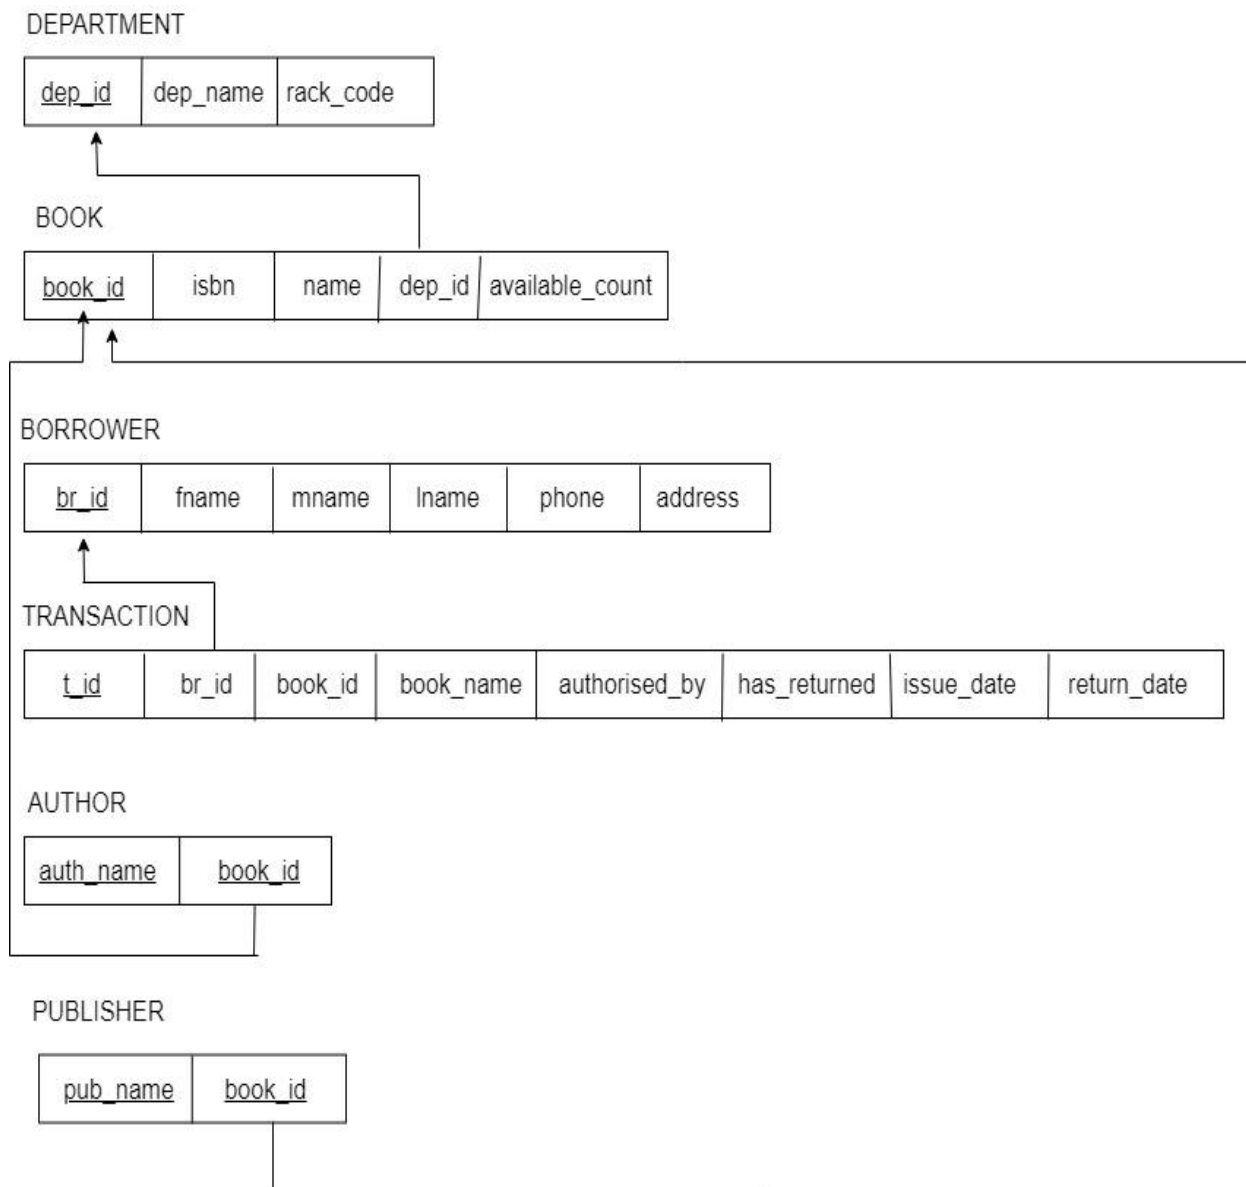 DEPARTMENT
dep_id dep_name rack_code
BOOK
book_id isbn name dep_id available_count
BORROWER
br_id fname mname lname phone address
TRANSACTION
t_id br_id book_id book_name authorised_by has_returned issue_date return_date
AUTHOR
auth_name book_id
PUBLISHER
pub_name book_id